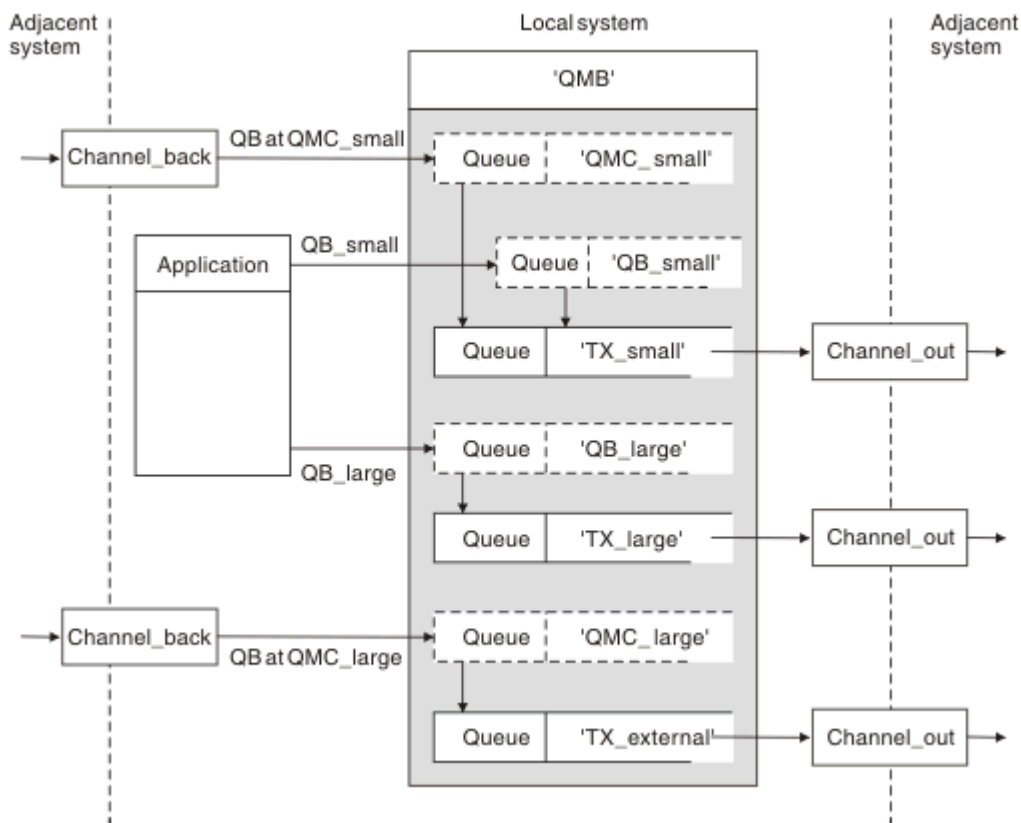 Adjacent
system
Local system
Adjacent
system
'QMB'
Channel_back
QB at QMC_small
Queue
'QMC_small'
Application
QB_small
Queue
'QB_small'
Queue
'TX_small'
Channel_out
QB_large
Queue
'QB_large'
Queue
'TX_large'
Channel_out
Channel_back
QB at QMC_large
Queue
'QMC_large'
Queue
'TX_external'
Channel_out